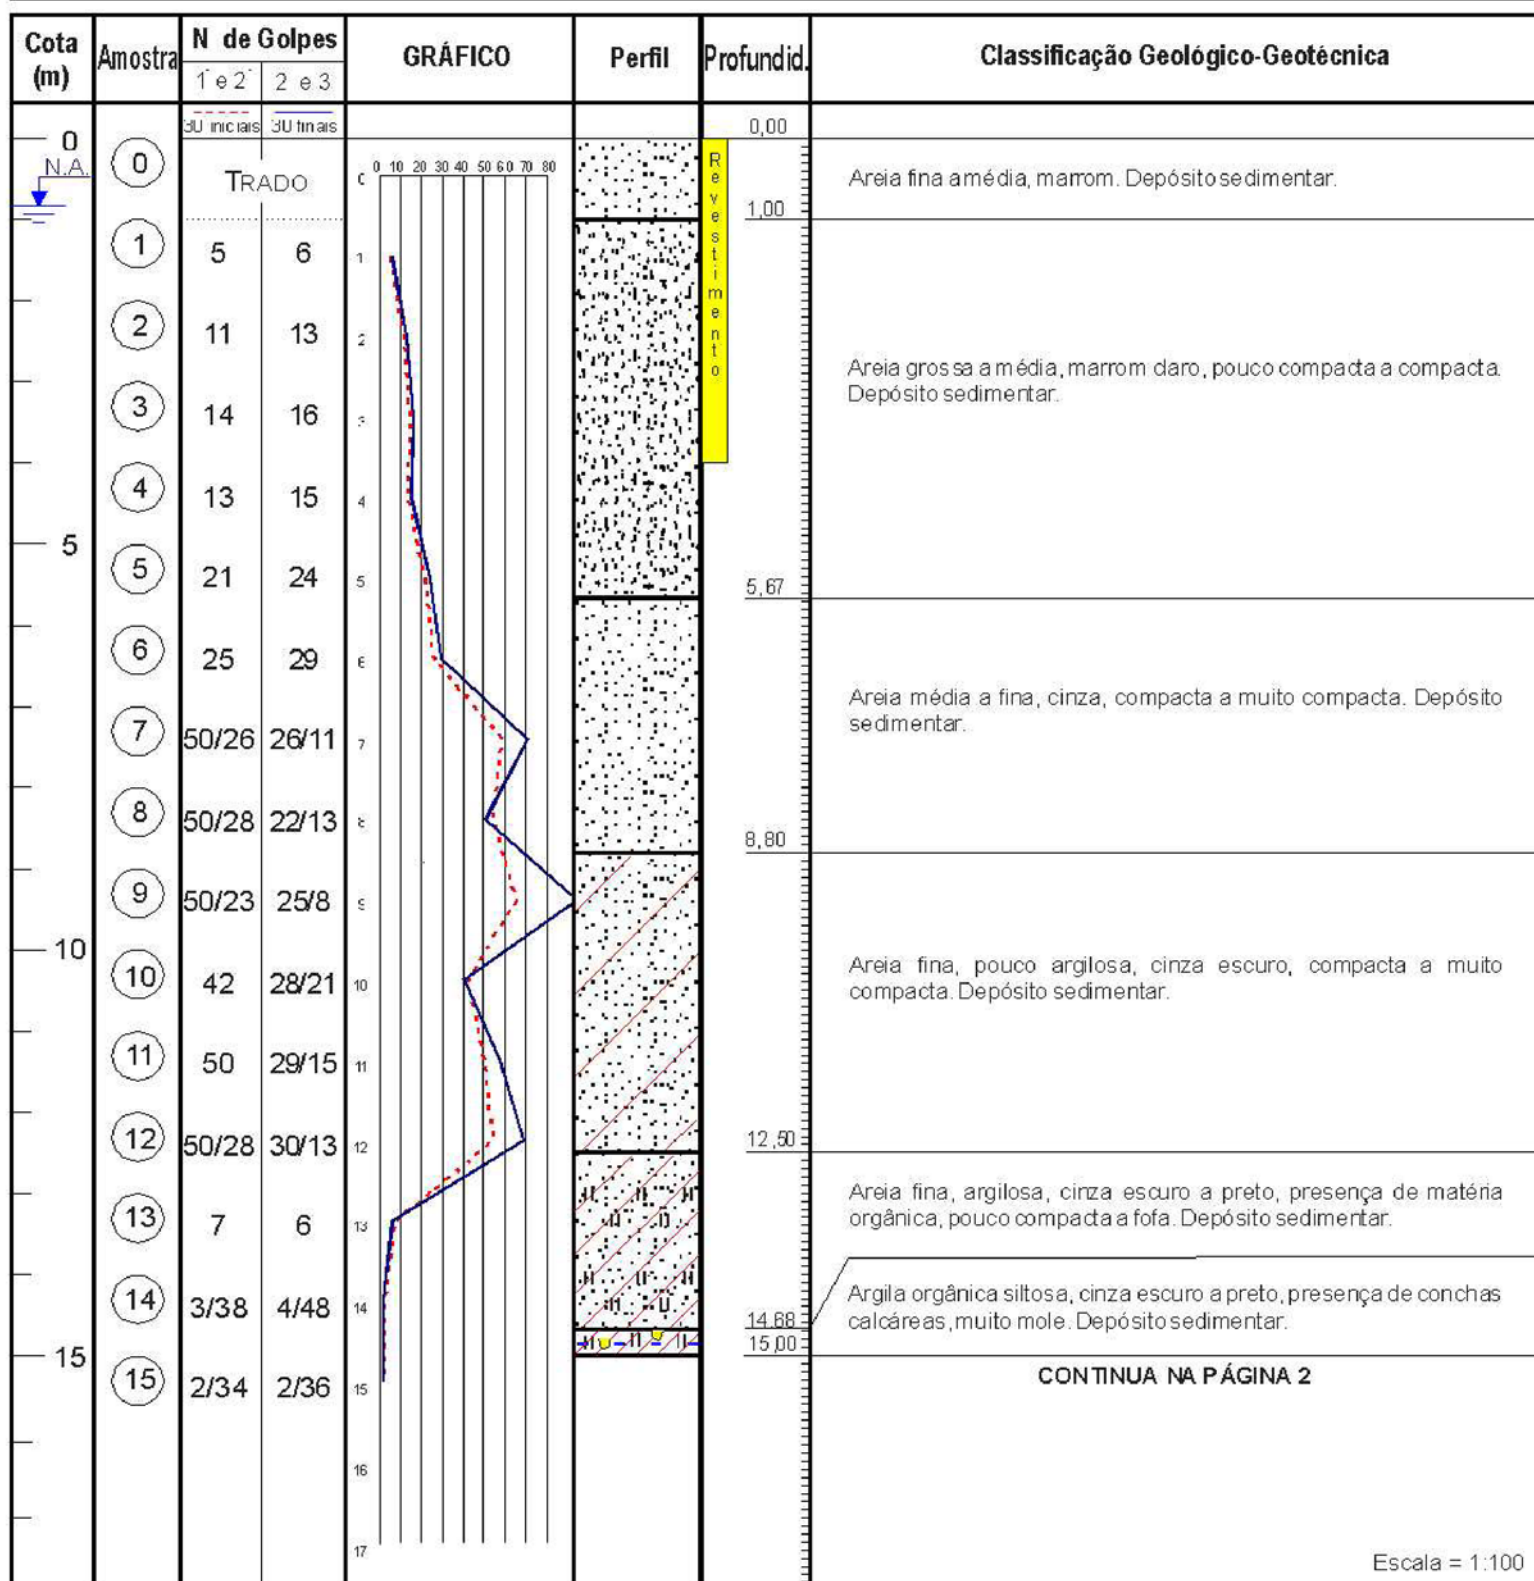 Cota (m)
Amostra
N de Golpes
1 e 2
2 e 3
GRÁFICO
Perfil
Profundid.
Classificação Geológico-Geotécnica
30 iniciais
30 finais
0,00
0
N.A.
0
TRADO
0 10 20 30 40 50 60 70 80
Revestimento
Areia fina a média, marrom. Depósito sedimentar.
1,00
1
5
6
1
2
11
13
2
Areia grossa a média, marrom claro, pouco compacta a compacta.
Depósito sedimentar.
3
14
16
3
4
13
15
4
5
5
21
24
5
5,67
6
25
29
6
Areia média a fina, cinza, compacta a muito compacta. Depósito
sedimentar.
7
50/26
26/11
7
8
50/28
22/13
8
8,80
9
50/23
25/8
9
10
10
42
28/21
10
Areia fina, pouco argilosa, cinza escuro, compacta a muito
compacta. Depósito sedimentar.
11
50
29/15
11
12
50/28
30/13
12
12,50
13
7
6
13
Areia fina, argilosa, cinza escuro a preto, presença de matéria
orgânica, pouco compacta a fofa. Depósito sedimentar.
14
3/38
4/48
14
Argila orgânica siltosa, cinza escuro a preto, presença de conchas
calcáreas, muito mole. Depósito sedimentar.
14,68
15,00
15
15
2/34
2/36
15
CONTINUA NA PÁGINA 2
16
17
Escala = 1:100